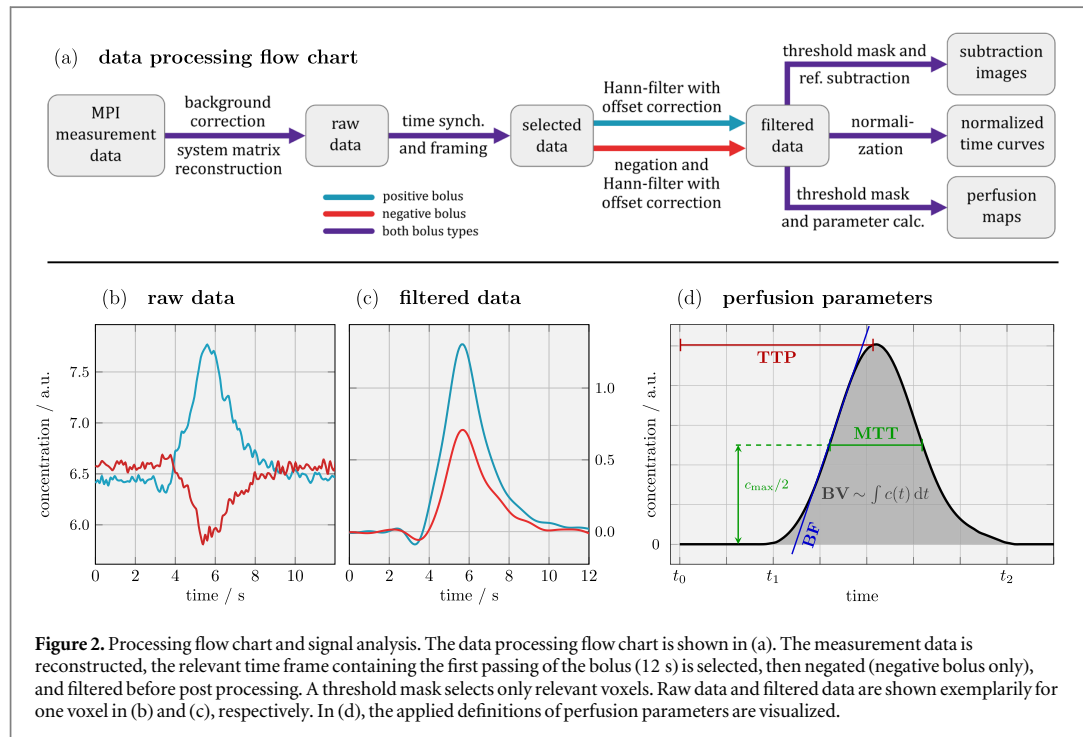 (a) data processing flow chart
MPI
measurement
data
background
correction
system matrix
reconstruction
raw
data
time synch.
and framing
selected
data
Hann-filter with
offset correction
negation and
Hann-filter with
offset correction
filtered
data
threshold mask and
ref. subtraction
subtraction
images
normali-
zation
normalized
time curves
threshold mask
and parameter calc.
perfusion
maps
positive bolus
negative bolus
both bolus types
(b) raw data
concentration / a.u.
7.5
7.0
6.5
6.0
0 2 4 6 8 10
time / s
(c) filtered data
1.0
0.5
0.0
0 2 4 6 8 10 12
time / s
(d) perfusion parameters
concentration / a.u.
TTP
MTT
c_max/2
BV ~ ∫ c(t) dt
BF
0
t_0 t_1 t_2
time
Figure 2. Processing flow chart and signal analysis. The data processing flow chart is shown in (a). The measurement data is
reconstructed, the relevant time frame containing the first passing of the bolus (12 s) is selected, then negated (negative bolus only),
and filtered before post processing. A threshold mask selects only relevant voxels. Raw data and filtered data are shown exemplarily for
one voxel in (b) and (c), respectively. In (d), the applied definitions of perfusion parameters are visualized.